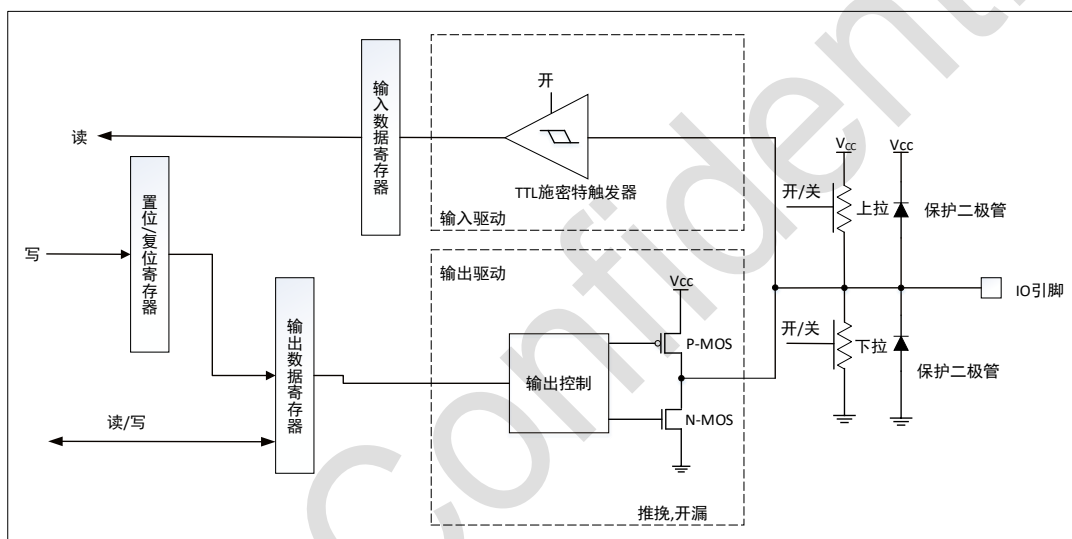 开
输入数据寄存器
读
TTL施密特触发器
输入驱动
VCC
Vcc
开/关
上拉
保护二极管
置位/复位寄存器
写
输出驱动
Vcc
IO引脚
输出数据寄存器
输出控制
P-MOS
开/关
下拉
保护二极管
N-MOS
读/写
推挽,开漏
Confidenti